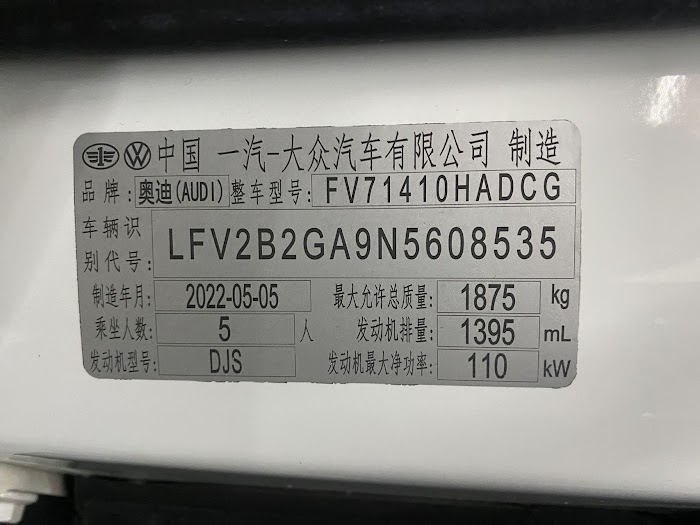 中国 一汽-大众汽车有限公司 制造
品牌: 奥迪(AUDI) 整车型号: FV71410HADCG
车辆识别代号: LFV2B2GA9N5608535
制造年月: 2022-05-05 最大允许总质量: 1875 kg
乘坐人数: 5 人 发动机排量: 1395 mL
发动机型号: DJS 发动机最大净功率: 110 kW